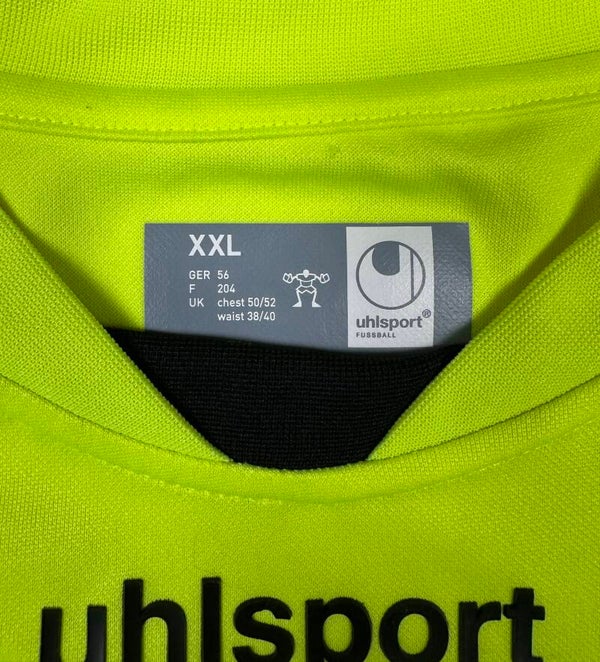 XXL
GER 56
F 204
UK chest 50/52
waist 38/40
uhlsport®
FUSSBALL
uhlsport